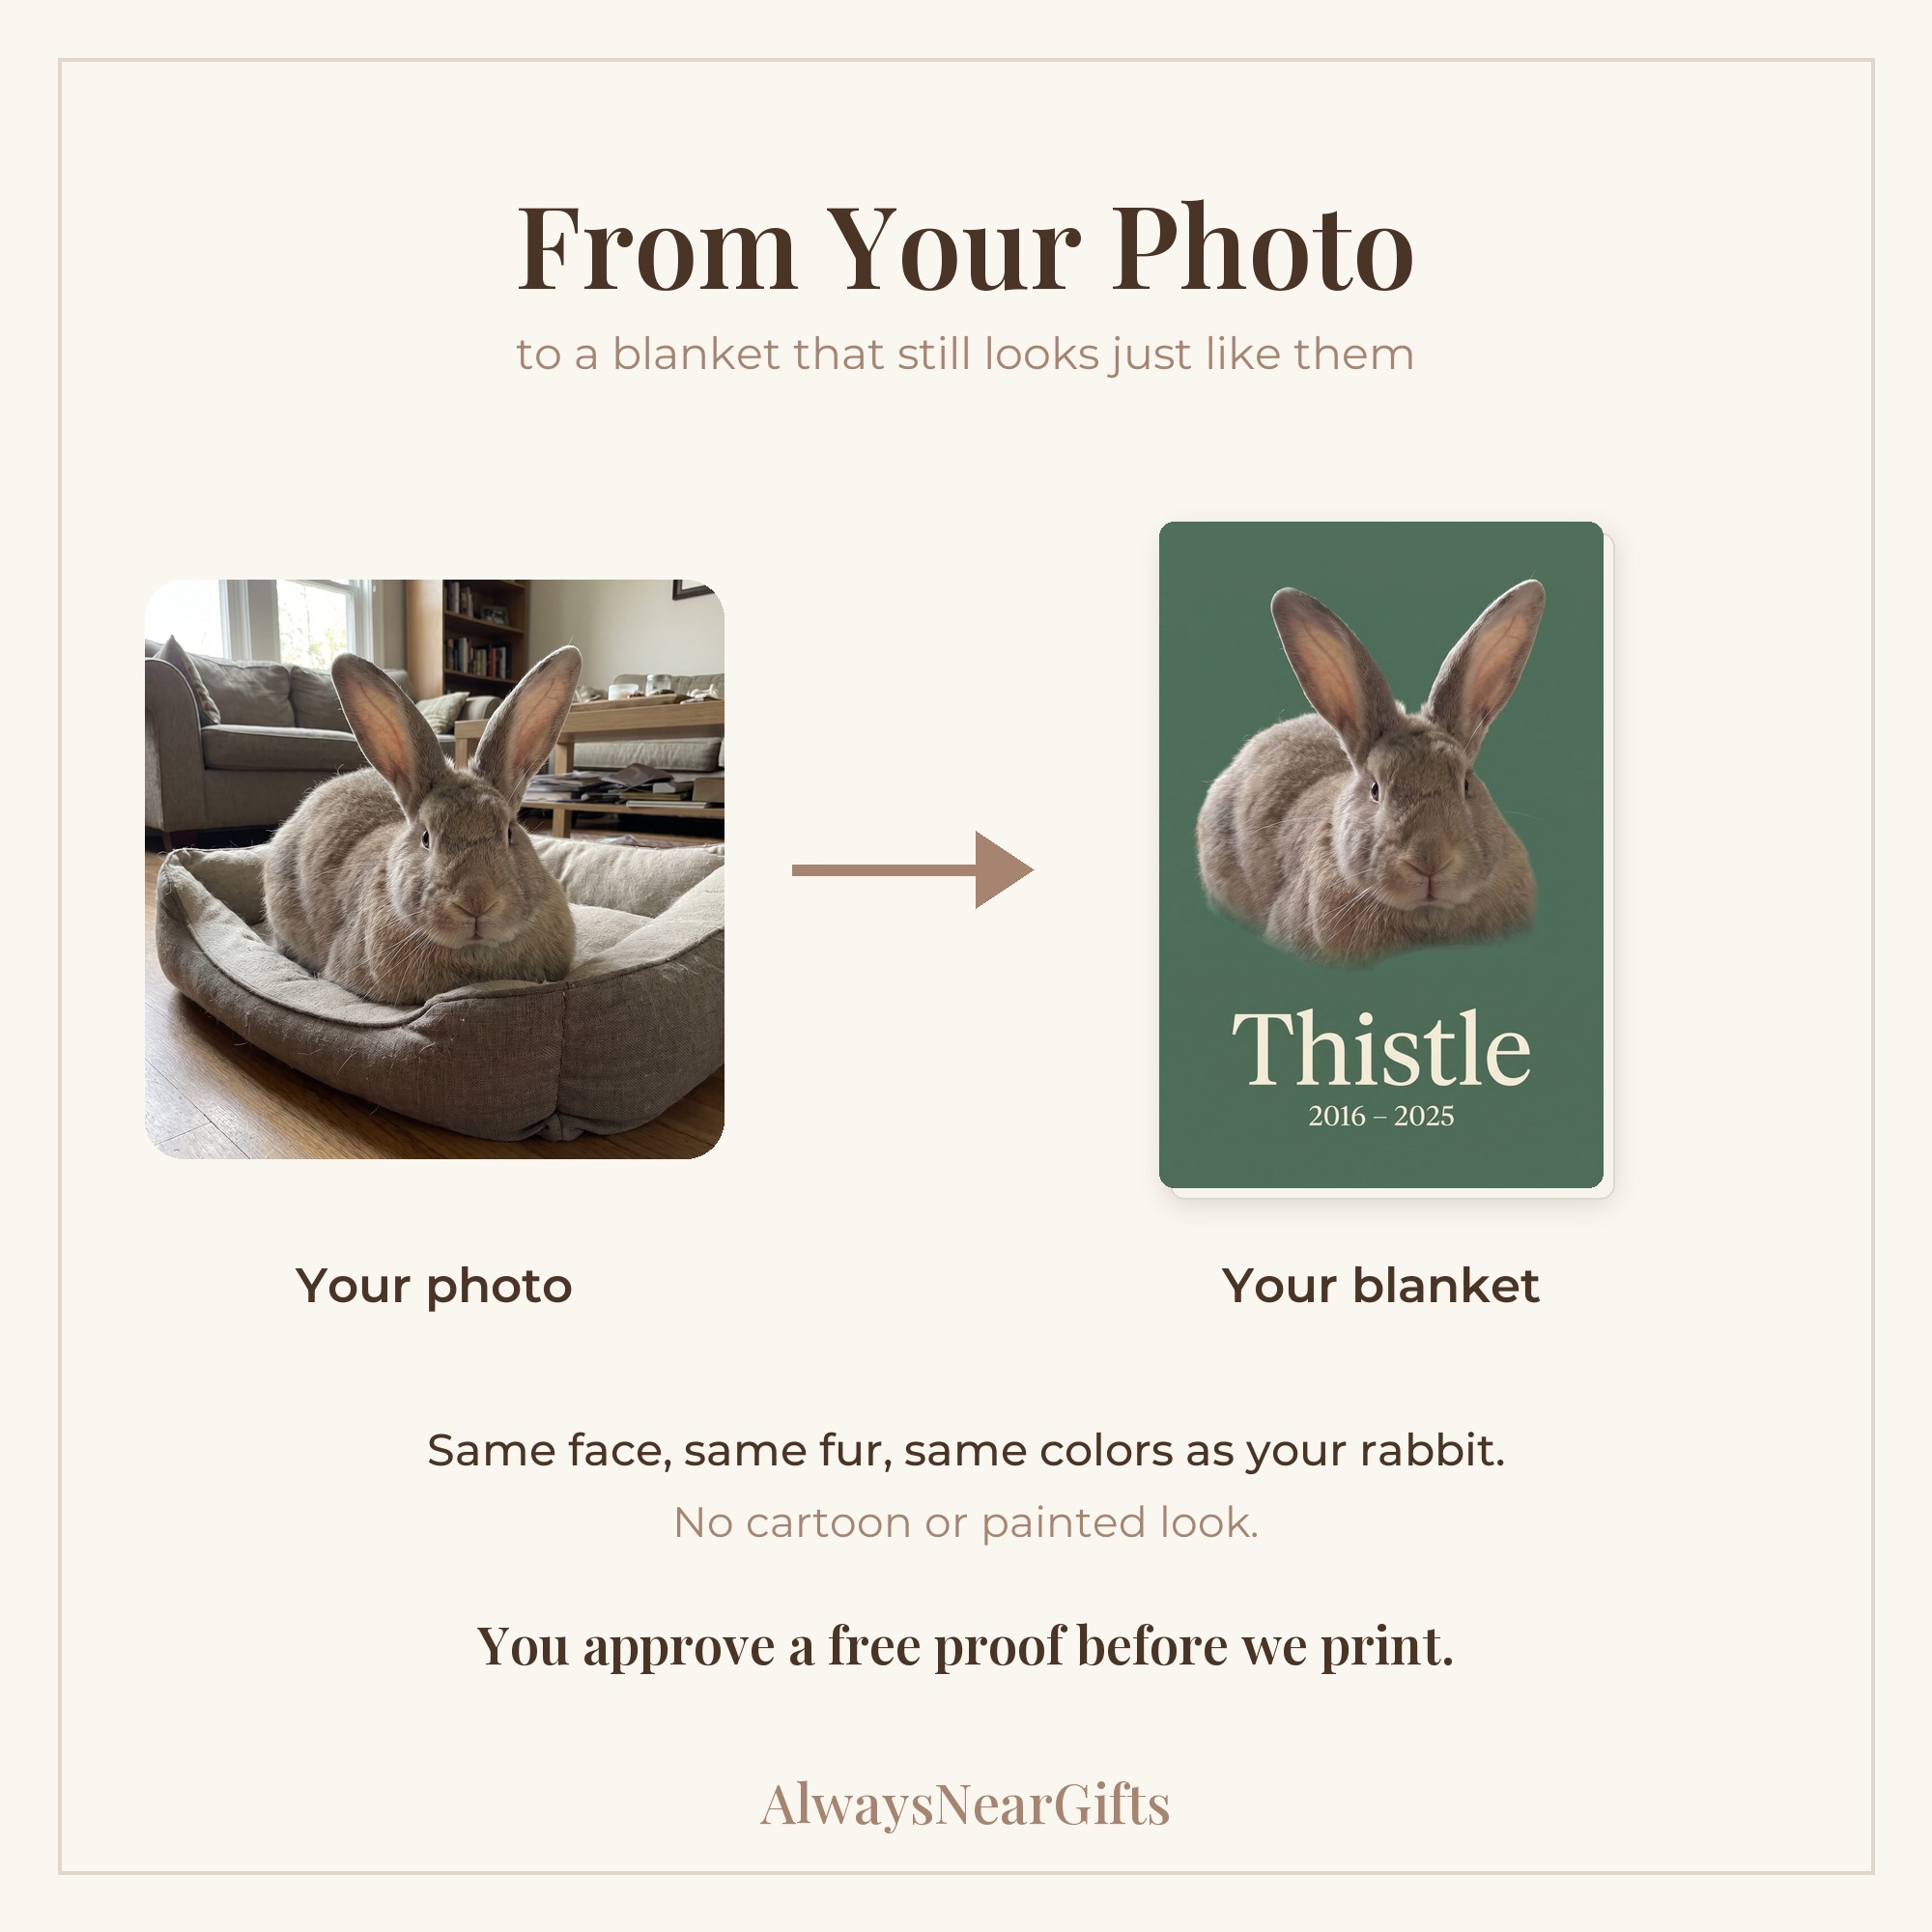 From Your Photo
to a blanket that still looks just like them
Thistle
2016 – 2025
Your photo
Your blanket
Same face, same fur, same colors as your rabbit.
No cartoon or painted look.
You approve a free proof before we print.
AlwaysNearGifts